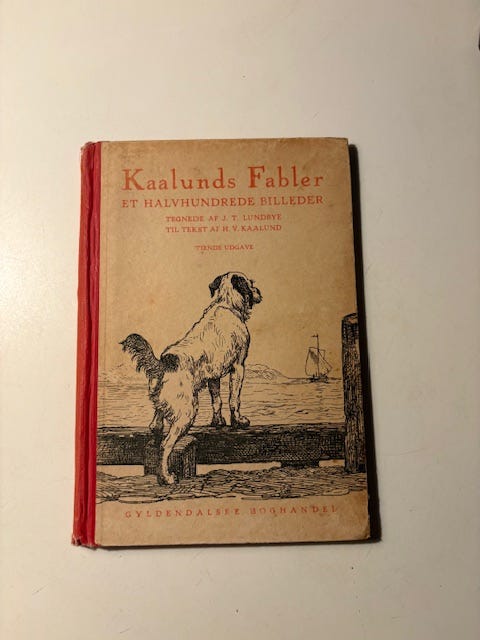 Kaalunds Fabler
ET HALVHUNDREDE BILLEDER
TEGNEDE AF J. T. LUNDBYE
TIL TEKST AF H. V. KAALUND
TIENDE UDGAVE
GYLDENDALSKE BOGHANDEL